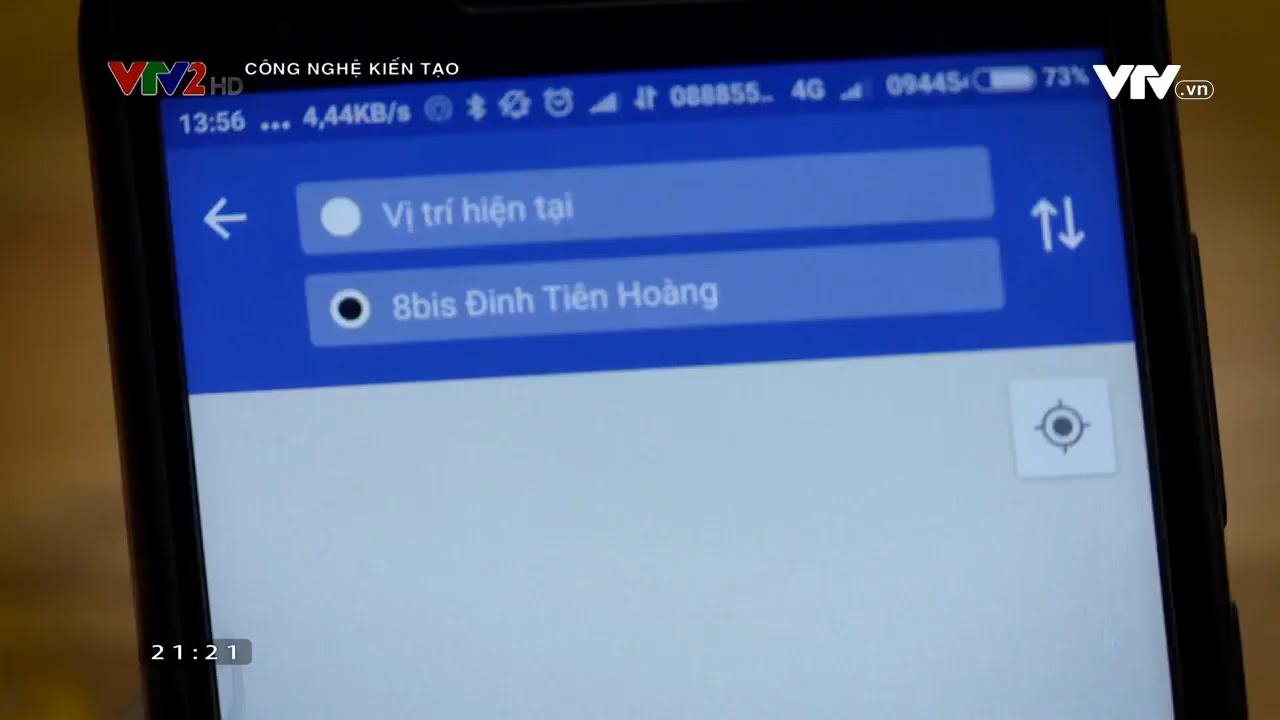 VTV2 HD CÔNG NGHỆ KIẾN TẠO
VTV .vn
13:56 ... 4,44KB/s 088855.. 4G 09445 73%
Vị trí hiện tại
8bis Đinh Tiên Hoàng
21:21